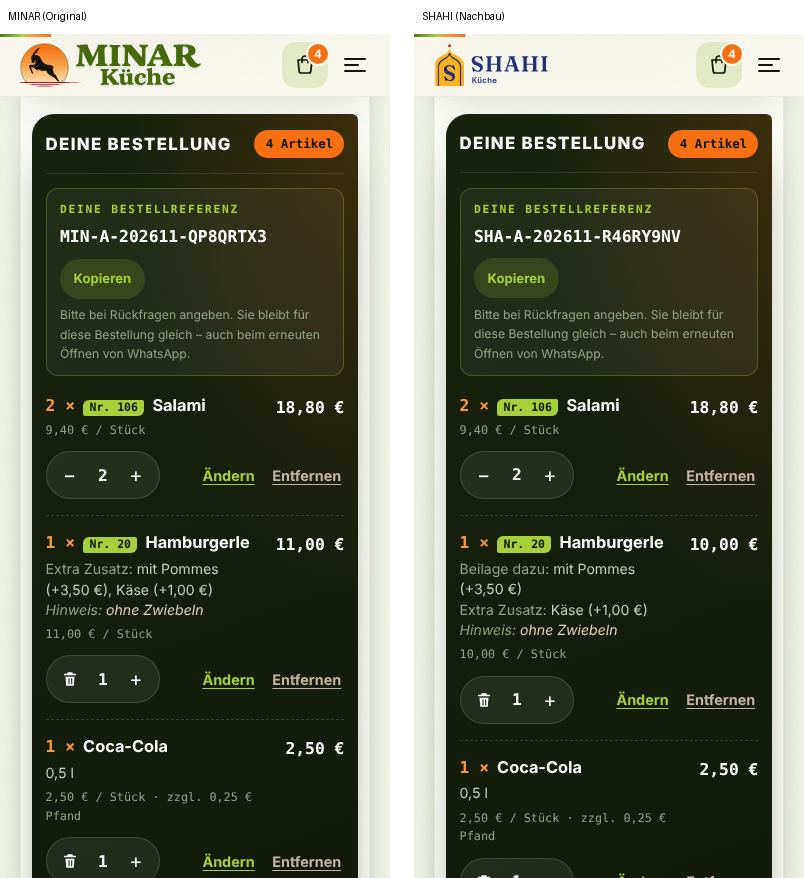 MINAR (Original)
MINAR
Küche
4
DEINE BESTELLUNG
4 Artikel
DEINE BESTELLREFERENZ
MIN-A-202611-QP8QRTX3
Kopieren
Bitte bei Rückfragen angeben. Sie bleibt für
diese Bestellung gleich – auch beim erneuten
Öffnen von WhatsApp.
2 × Nr. 106 Salami 18,80 €
9,40 € / Stück
− 2 + Ändern Entfernen
1 × Nr. 20 Hamburgerle 11,00 €
Extra Zusatz: mit Pommes
(+3,50 €), Käse (+1,00 €)
Hinweis: ohne Zwiebeln
11,00 € / Stück
1 + Ändern Entfernen
1 × Coca-Cola 2,50 €
0,5 l
2,50 € / Stück · zzgl. 0,25 €
Pfand
1 + Ändern Entfernen
SHAHI (Nachbau)
S
SHAHI
Küche
4
DEINE BESTELLUNG
4 Artikel
DEINE BESTELLREFERENZ
SHA-A-202611-R46RY9NV
Kopieren
Bitte bei Rückfragen angeben. Sie bleibt für
diese Bestellung gleich – auch beim erneuten
Öffnen von WhatsApp.
2 × Nr. 106 Salami 18,80 €
9,40 € / Stück
− 2 + Ändern Entfernen
1 × Nr. 20 Hamburgerle 10,00 €
Beilage dazu: mit Pommes
(+3,50 €)
Extra Zusatz: Käse (+1,00 €)
Hinweis: ohne Zwiebeln
10,00 € / Stück
1 + Ändern Entfernen
1 × Coca-Cola 2,50 €
0,5 l
2,50 € / Stück · zzgl. 0,25 €
Pfand